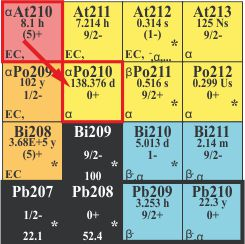 αAt210 At211 At212 At213
8.1 h 7.214 h 0.314 s 125 Ns
(5)+ 9/2- (1-) * 9/2-
EC, EC, EC, -,α,... α
αPo209 αPo210 βPo211 Po212
102 y 138.376 d 0.516 s 0.299 Us
1/2- 0+ 9/2+ * 0+ *
EC α α α
Bi208 Bi209 Bi210 Bi211
3.68E+5 y 5.013 d 2.14 m
(5)+ 9/2- 1- 9/2-
* * * *
EC 100 β-,α β-,α
Pb207 Pb208 Pb209 Pb210
3.253 h 22.3 y
1/2- 0+ 9/2+ 0+
* *
22.1 52.4 β- β-,α